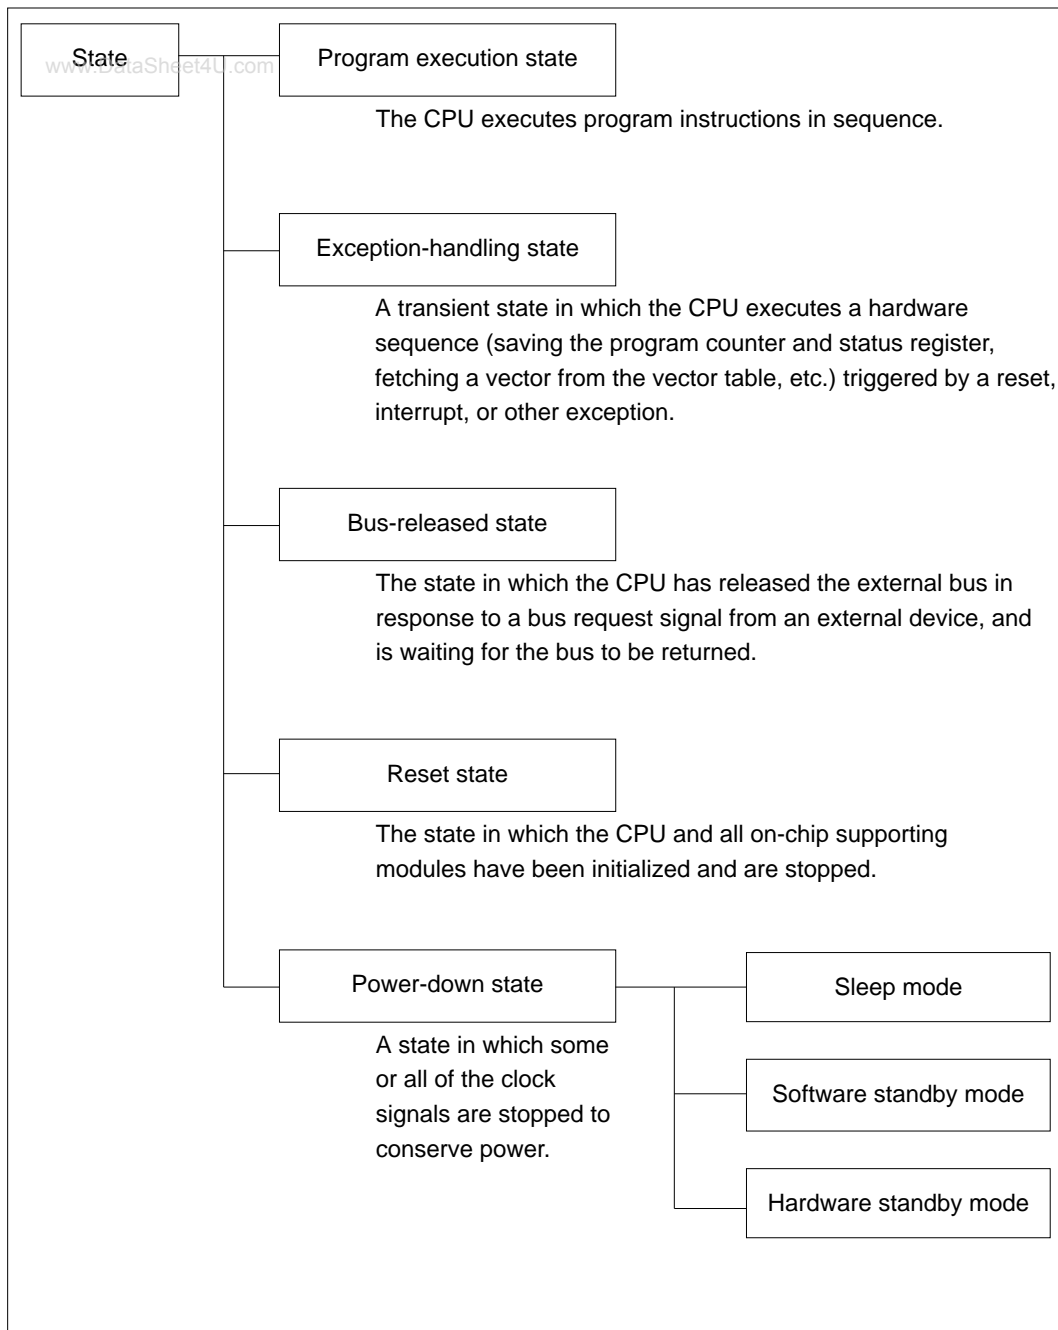 State
www.DataSheet4U.com
Program execution state
The CPU executes program instructions in sequence.
Exception-handling state
A transient state in which the CPU executes a hardware
sequence (saving the program counter and status register,
fetching a vector from the vector table, etc.) triggered by a reset,
interrupt, or other exception.
Bus-released state
The state in which the CPU has released the external bus in
response to a bus request signal from an external device, and
is waiting for the bus to be returned.
Reset state
The state in which the CPU and all on-chip supporting
modules have been initialized and are stopped.
Power-down state
A state in which some
or all of the clock
signals are stopped to
conserve power.
Sleep mode
Software standby mode
Hardware standby mode